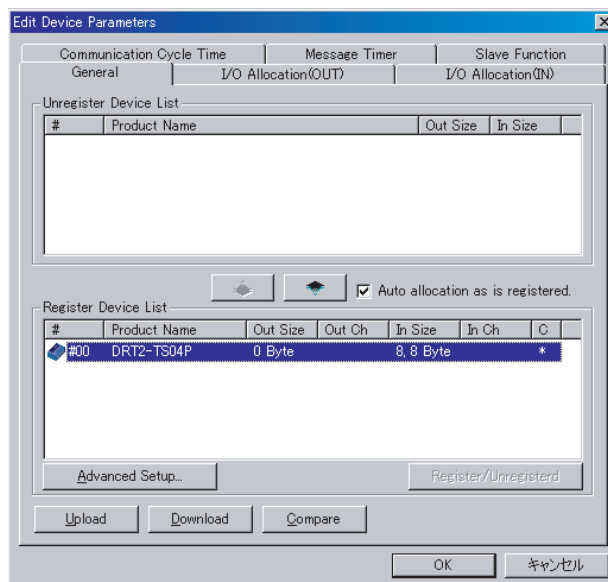 Edit Device Parameters
Communication Cycle Time Message Timer Slave Function
General I/O Allocation(OUT) I/O Allocation(IN)
Unregister Device List
# Product Name Out Size In Size
Auto allocation as is registered.
Register Device List
# Product Name Out Size Out Ch In Size In Ch C
#00 DRT2-TS04P 0 Byte 8, 8 Byte *
Advanced Setup... Register/Unregisterd
Upload Download Compare
OK キャンセル